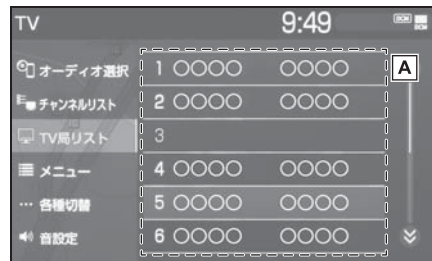 TV 9:49
オーディオ選択
チャンネルリスト
TV局リスト
メニュー
各種切替
音設定
1 ○○○○ ○○○○
2 ○○○○ ○○○○
3
4 ○○○○ ○○○○
5 ○○○○ ○○○○
6 ○○○○ ○○○○
A